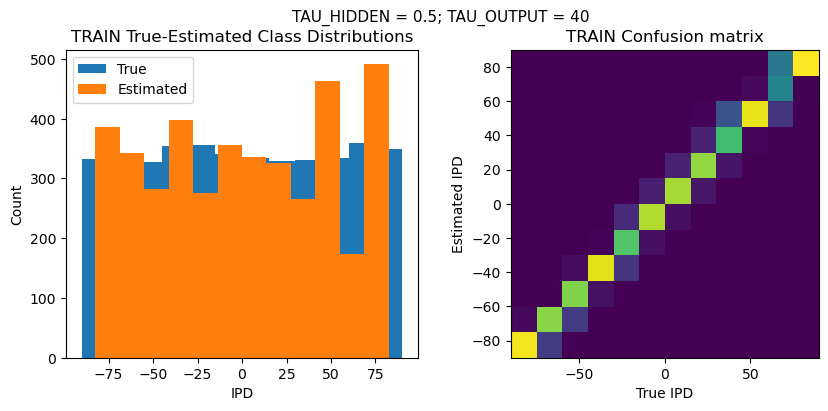 TAU_HIDDEN = 0.5; TAU_OUTPUT = 40
TRAIN True-Estimated Class Distributions
500
400
300
200
100
0
Count
True
Estimated
−75
−50
−25
0
25
50
75
IPD
TRAIN Confusion matrix
80
60
40
20
0
−20
−40
−60
−80
Estimated IPD
−50
0
50
True IPD